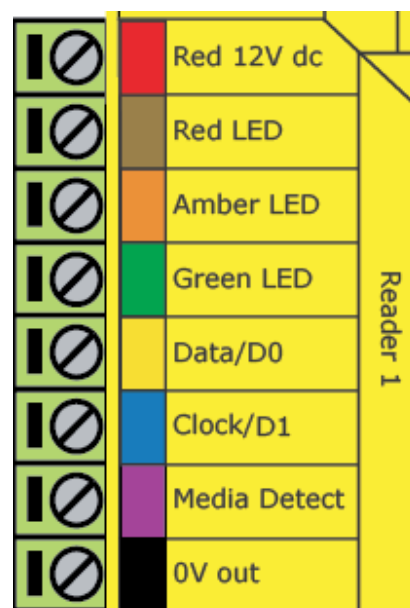 Red 12V dc
Red LED
Amber LED
Green LED
Data/D0
Clock/D1
Media Detect
0V out
Reader 1